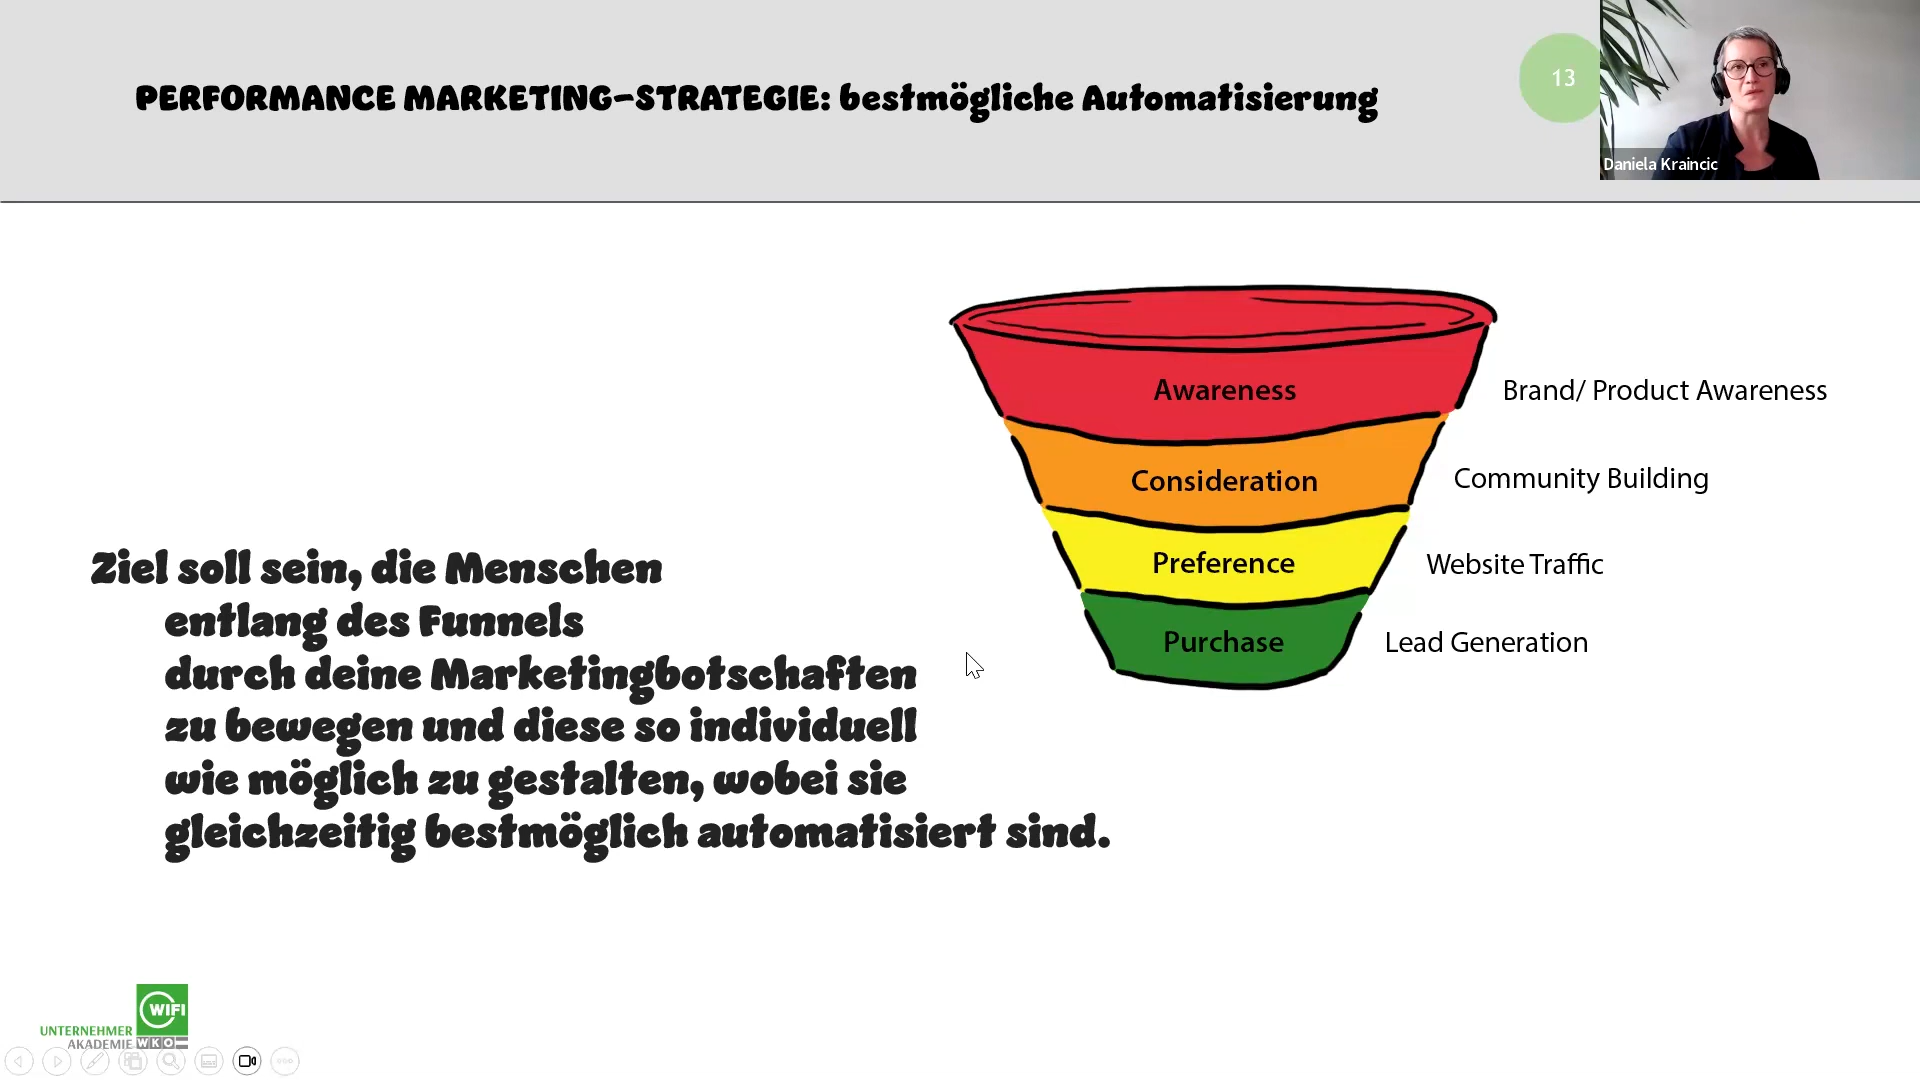 PERFORMANCE MARKETING-STRATEGIE: bestmögliche Automatisierung
13
Daniela Kraincic
Awareness
Brand/ Product Awareness
Consideration
Community Building
Preference
Website Traffic
Purchase
Lead Generation
Ziel soll sein, die Menschen
entlang des Funnels
durch deine Marketingbotschaften
zu bewegen und diese so individuell
wie möglich zu gestalten, wobei sie
gleichzeitig bestmöglich automatisiert sind.
WIFI
UNTERNEHMER
AKADEMIE WKO